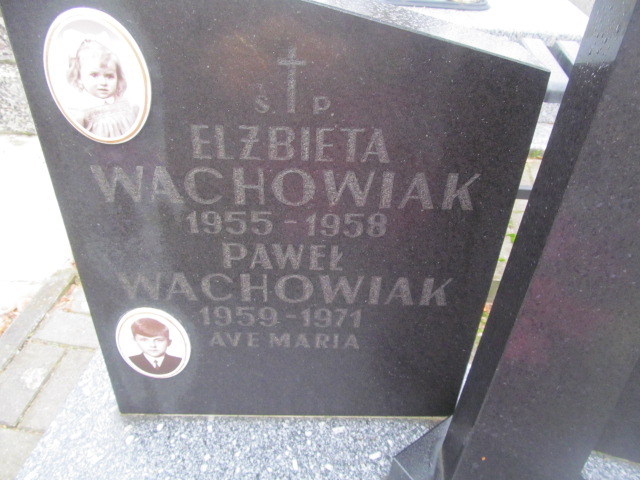 Ś. P.
ELŻBIETA
WACHOWIAK
1955-1958
PAWEŁ
WACHOWIAK
1959-1971
AVE MARIA